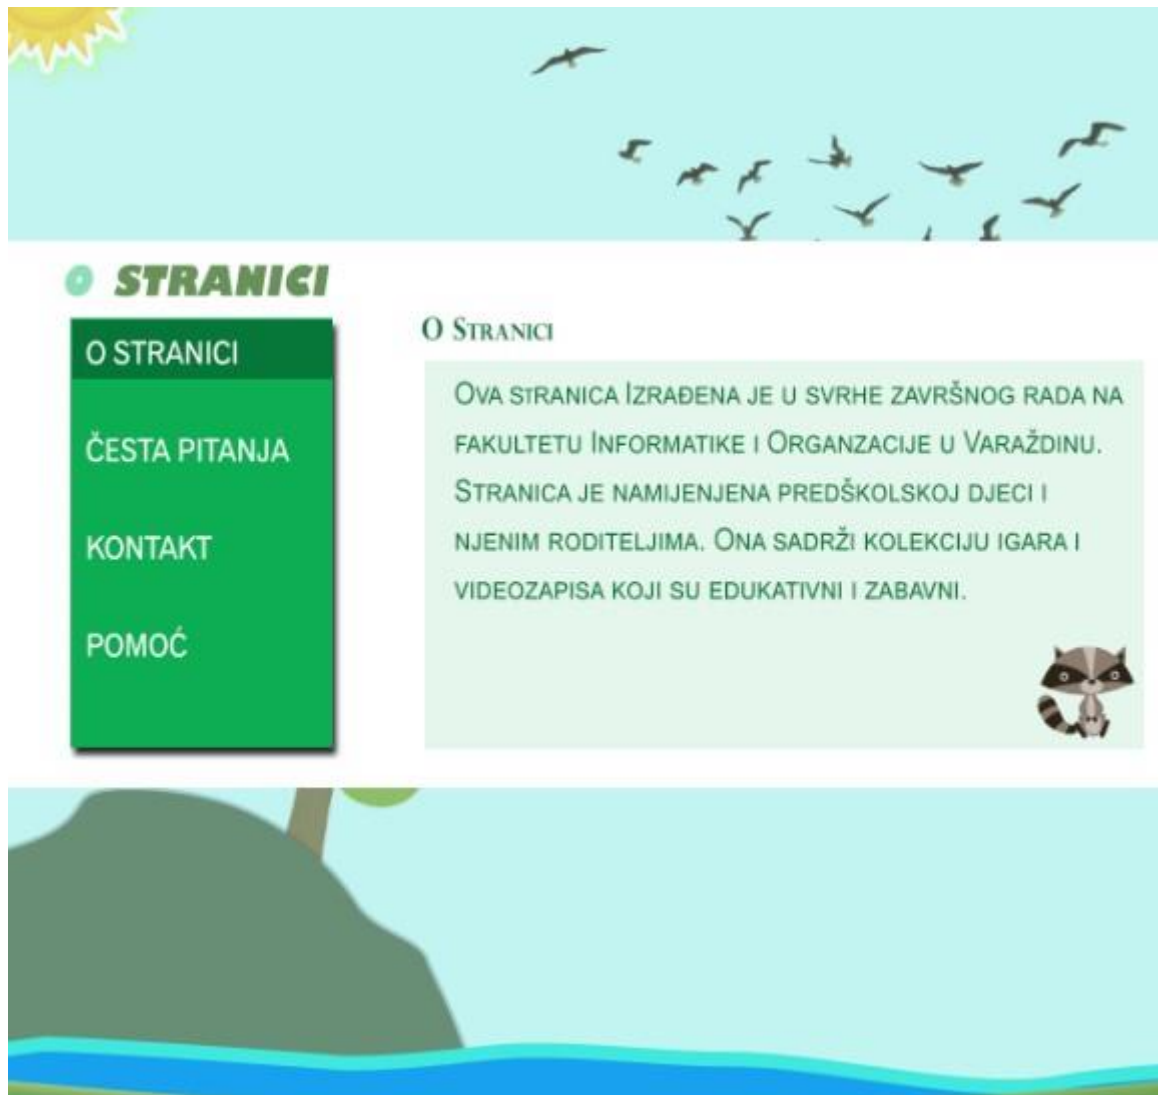 O STRANICI
O STRANICI
ČESTA PITANJA
KONTAKT
POMOĆ
O STRANICI
OVA STRANICA IZRAĐENA JE U SVRHE ZAVRŠNOG RADA NA
FAKULTETU INFORMATIKE I ORGANZACIJE U VARAŽDINU.
STRANICA JE NAMIJENJENA PREDŠKOLSKOJ DJECI I
NJENIM RODITELJIMA. ONA SADRŽI KOLEKCIJU IGARA I
VIDEOZAPISA KOJI SU EDUKATIVNI I ZABAVNI.